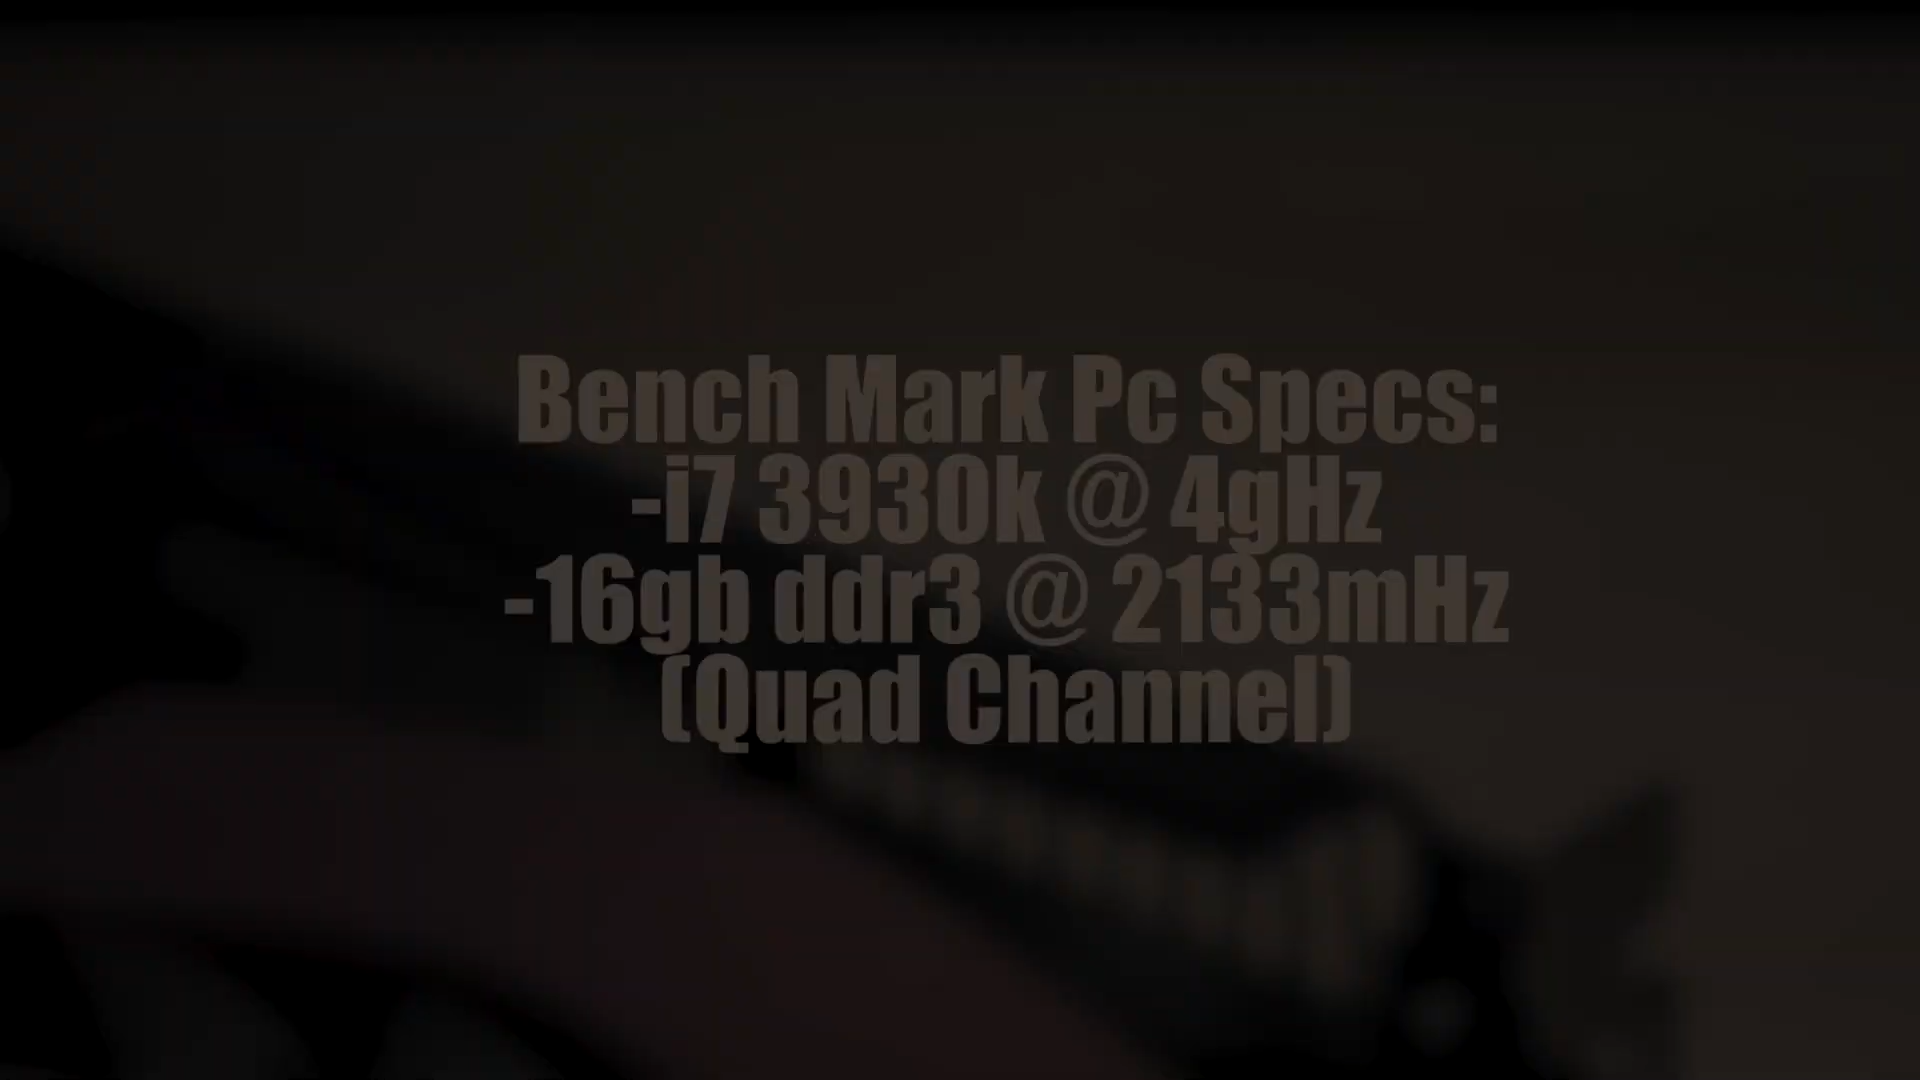 Bench Mark Pc Specs:
-i7 3930k @ 4gHz
-16gb ddr3 @ 2133mHz
(Quad Channel)